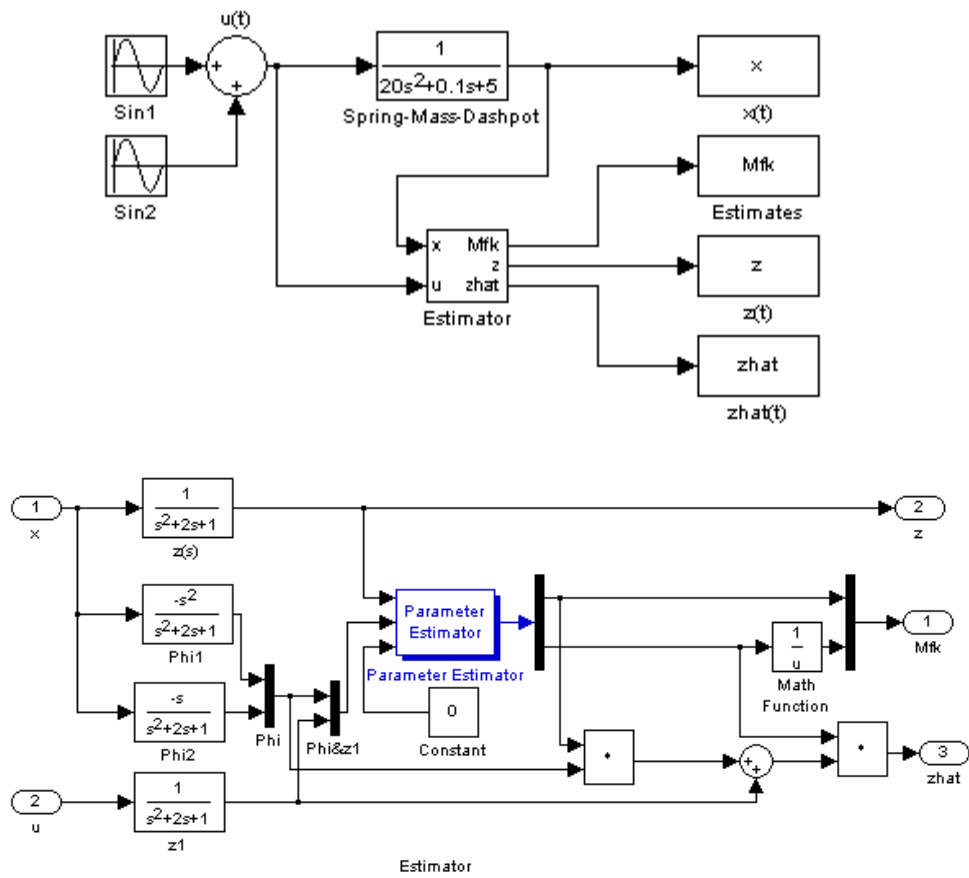 u(t)
+
+
Sin1
Sin2
1
20s²+0.1s+5
Spring-Mass-Dashpot
x
x(t)
Mfk
Estimates
x Mfk
z
u zhat
Estimator
z
z(t)
zhat
zhat(t)
1
x
1
s²+2s+1
z(s)
2
z
-s²
s²+2s+1
Phi1
Parameter
Estimator
Parameter Estimator
1
u
Math
Function
1
Mfk
-s
s²+2s+1
Phi2
Phi
Phi&z1
0
Constant
2
u
1
s²+2s+1
z1
+
+
3
zhat
Estimator